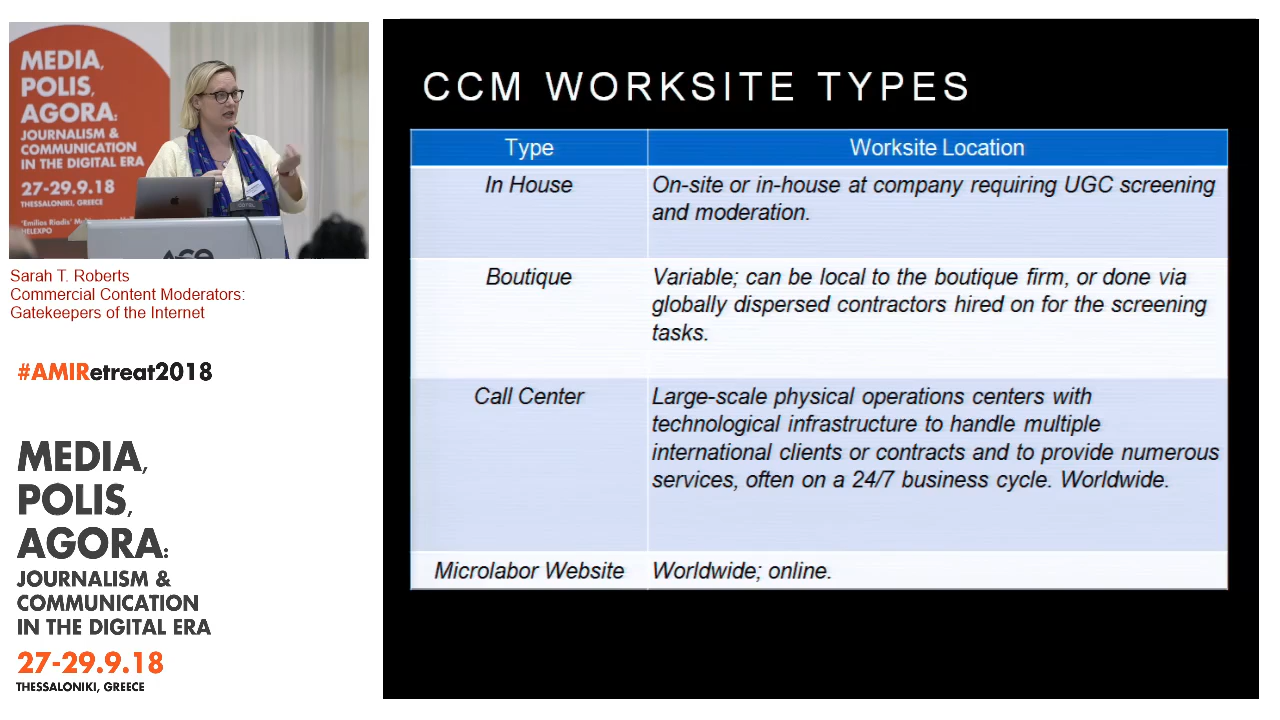 MEDIA,
POLIS,
AGORA:
JOURNALISM &
COMMUNICATION
IN THE DIGITAL ERA
27-29.9.18
THESSALONIKI, GREECE
'Emilios Riadis'
HELEXPO
Sarah T. Roberts
Commercial Content Moderators:
Gatekeepers of the Internet
#AMIRetreat2018
MEDIA,
POLIS,
AGORA:
JOURNALISM &
COMMUNICATION
IN THE DIGITAL ERA
27-29.9.18
THESSALONIKI, GREECE
CCM WORKSITE TYPES
Type Worksite Location
In House On-site or in-house at company requiring UGC screening
and moderation.
Boutique Variable; can be local to the boutique firm, or done via
globally dispersed contractors hired on for the screening
tasks.
Call Center Large-scale physical operations centers with
technological infrastructure to handle multiple
international clients or contracts and to provide numerous
services, often on a 24/7 business cycle. Worldwide.
Microlabor Website Worldwide; online.